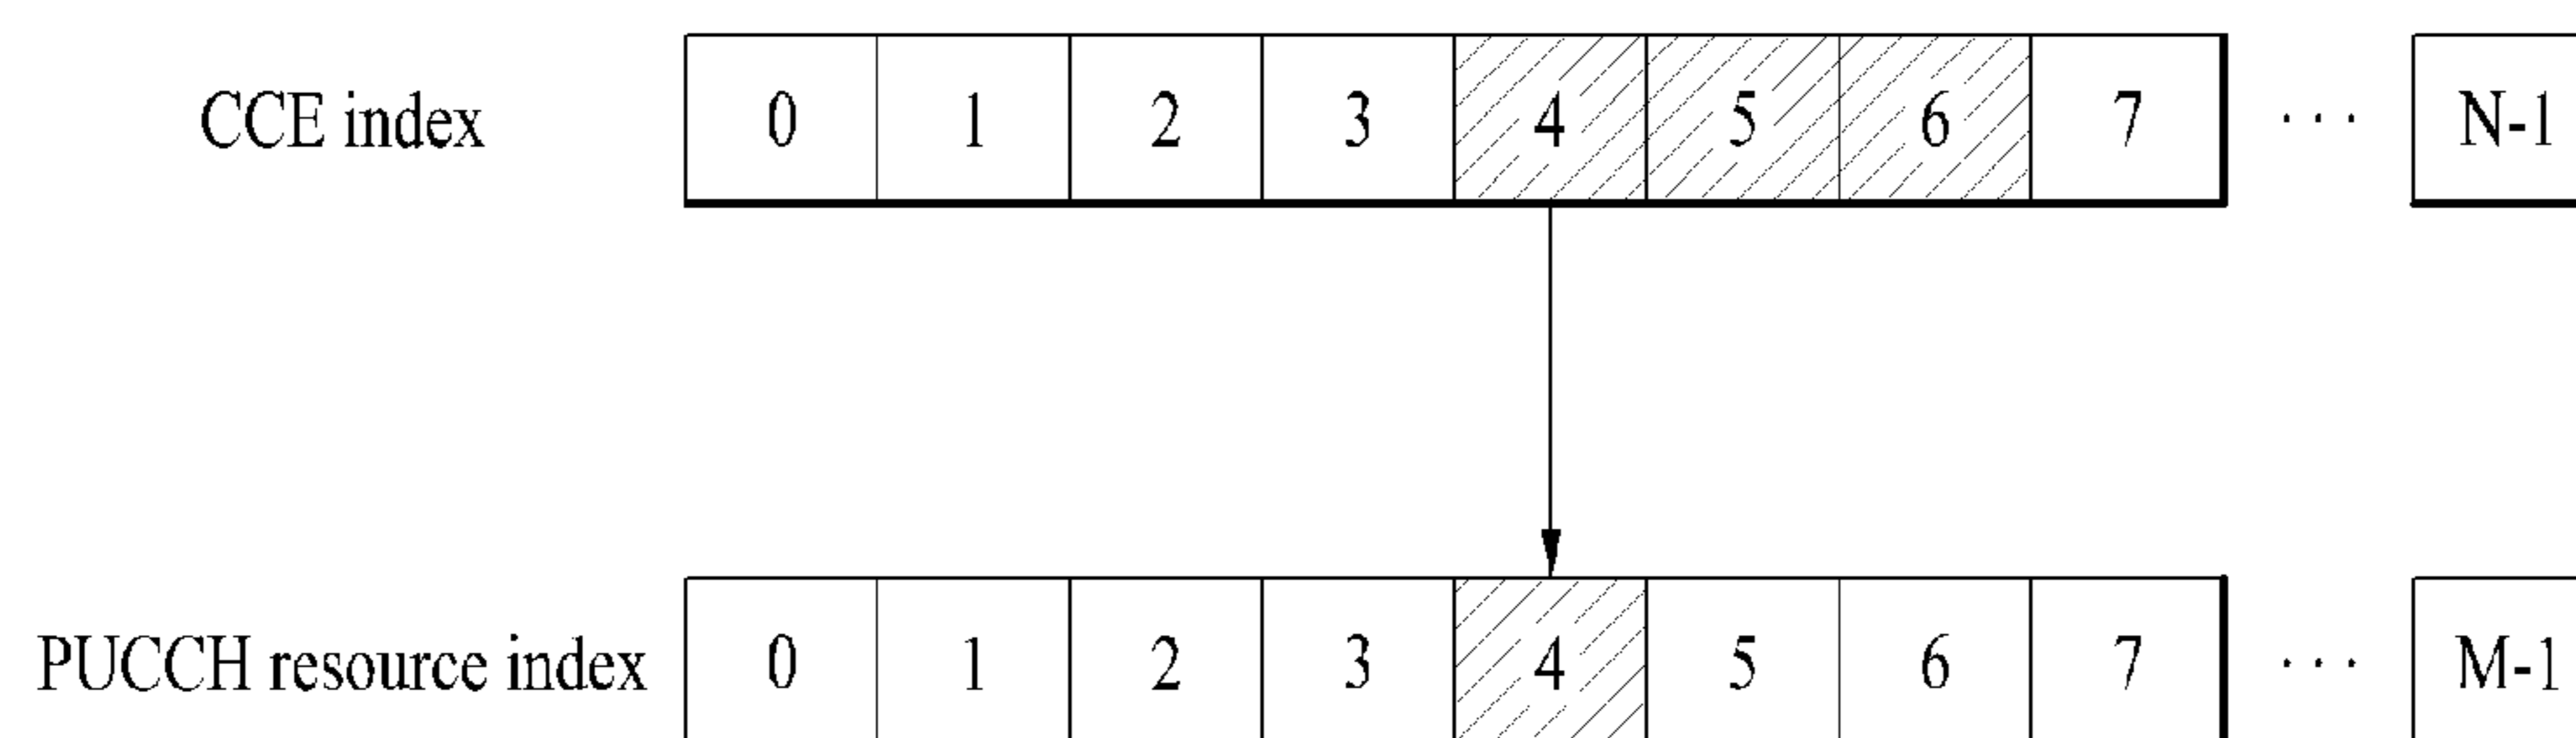 CCE index 0 1 2 3 4 5 6 7 ··· N-1
PUCCH resource index 0 1 2 3 4 5 6 7 ··· M-1